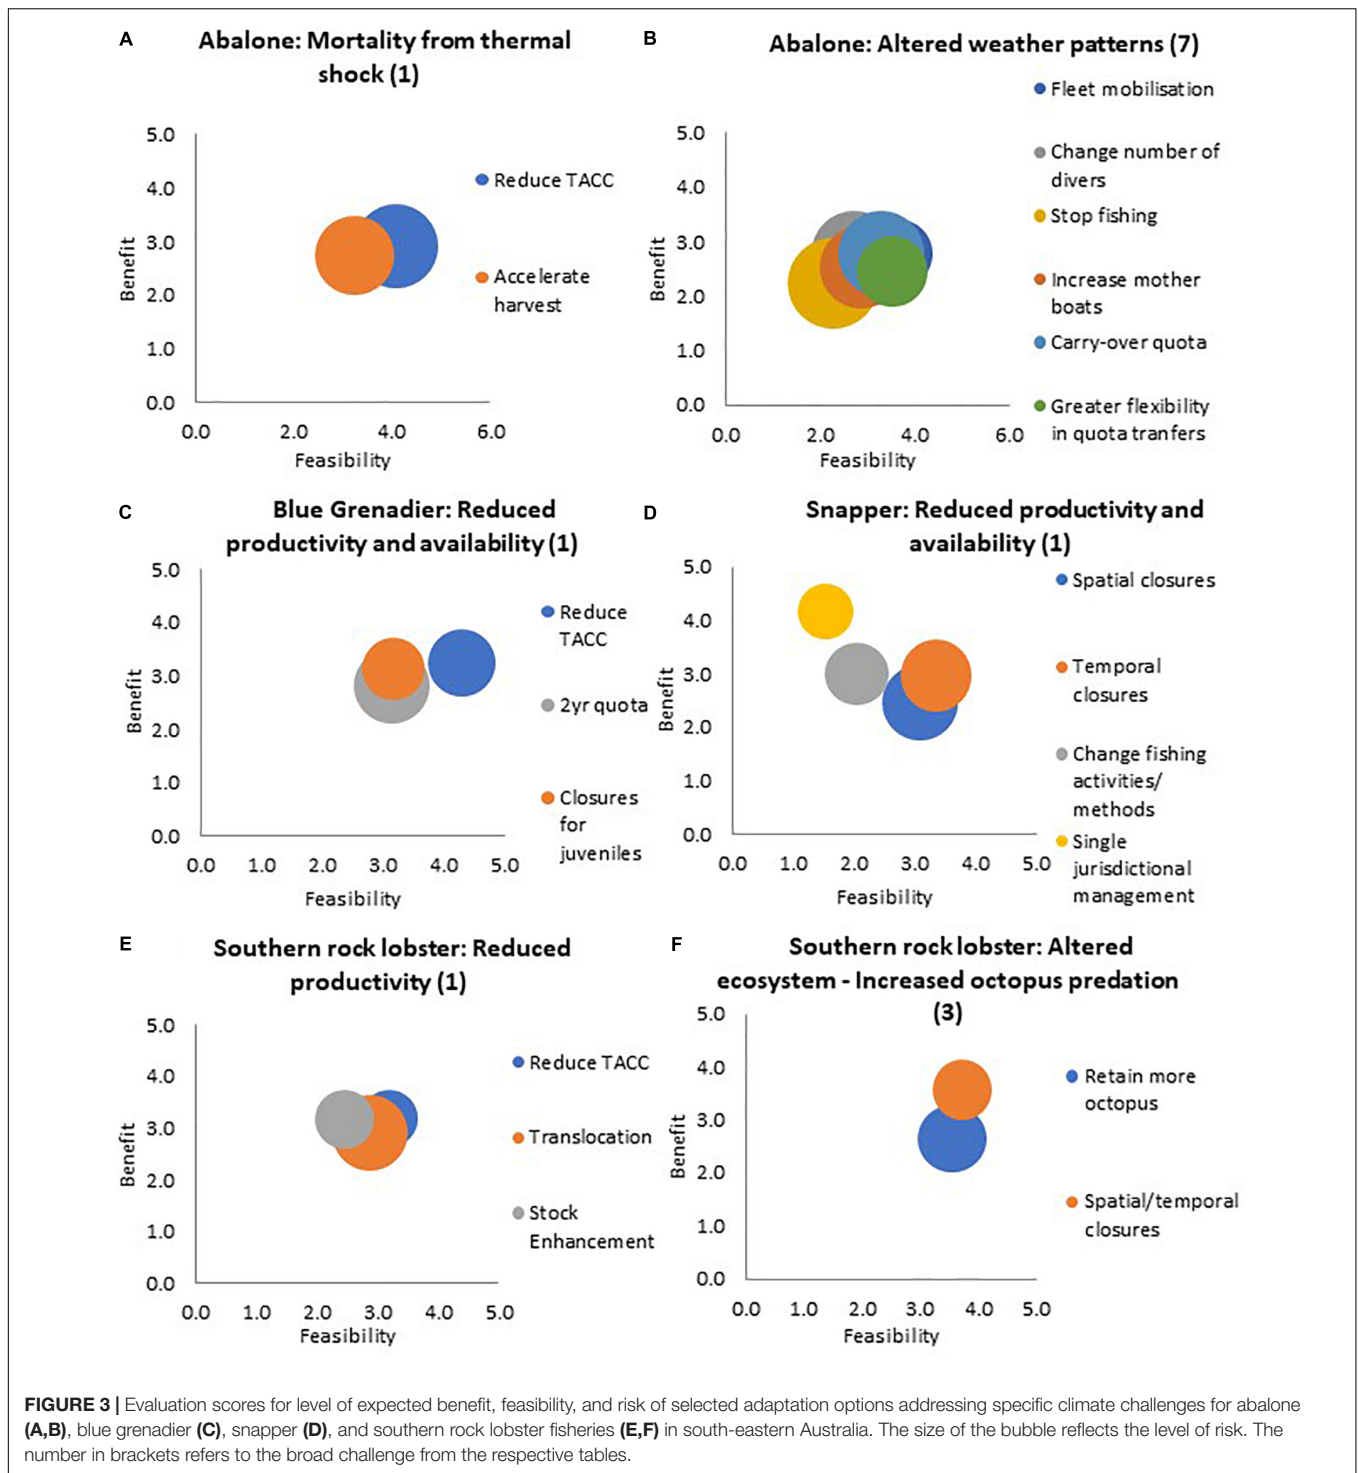 A
Abalone: Mortality from thermal
shock (1)
5.0
4.0
3.0
2.0
1.0
0.0
Benefit
0.0 2.0 4.0 6.0
Feasibility
Reduce TACC
Accelerate
harvest
B
Abalone: Altered weather patterns (7)
5.0
4.0
3.0
2.0
1.0
0.0
Benefit
0.0 2.0 4.0 6.0
Feasibility
Fleet mobilisation
Change number of
divers
Stop fishing
Increase mother
boats
Carry-over quota
Greater flexibility
in quota tranfers
C
Blue Grenadier: Reduced
productivity and availability (1)
5.0
4.0
3.0
2.0
1.0
0.0
Benefit
0.0 1.0 2.0 3.0 4.0 5.0
Feasibility
Reduce
TACC
2yr quota
Closures
for
juveniles
D
Snapper: Reduced productivity and
availability (1)
5.0
4.0
3.0
2.0
1.0
0.0
Benefit
0.0 1.0 2.0 3.0 4.0 5.0
Feasibility
Spatial closures
Temporal
closures
Change fishing
activities/
methods
Single
jurisdictional
management
E
Southern rock lobster: Reduced
productivity (1)
5.0
4.0
3.0
2.0
1.0
0.0
Benefit
0.0 1.0 2.0 3.0 4.0 5.0
Feasibility
Reduce TACC
Translocation
Stock
Enhancement
F
Southern rock lobster: Altered
ecosystem - Increased octopus predation
(3)
5.0
4.0
3.0
2.0
1.0
0.0
Benefit
0.0 1.0 2.0 3.0 4.0 5.0
Feasibility
Retain more
octopus
Spatial/temporal
closures
FIGURE 3 | Evaluation scores for level of expected benefit, feasibility, and risk of selected adaptation options addressing specific climate challenges for abalone
(A,B), blue grenadier (C), snapper (D), and southern rock lobster fisheries (E,F) in south-eastern Australia. The size of the bubble reflects the level of risk. The
number in brackets refers to the broad challenge from the respective tables.